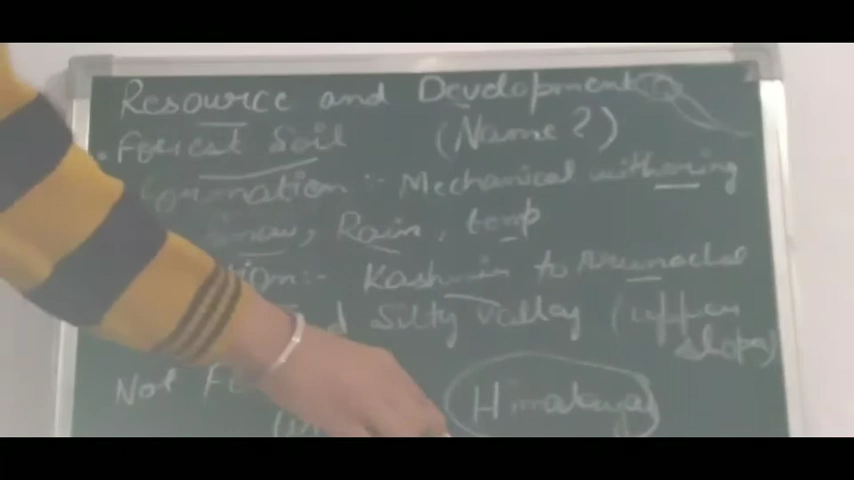 Resource and Development
Forest Soil (Name?)
Formation :- Mechanical withering
Snow, Rain, temp
tion:- Kashmir to Arunachal
d Silty valley (upper
slope)
Not F
Himalaya